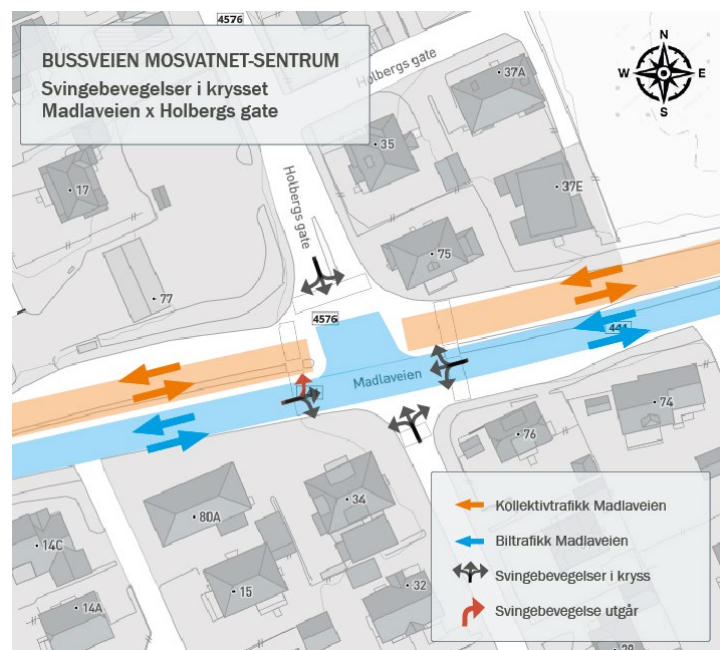 4576
BUSSVEIEN MOSVATNET-SENTRUM
Svingebevegelser i krysset
Madlaveien x Holbergs gate
Holbergs gate
N
W
E
S
37A
35
17
Holbergs gate
37E
75
77
4576
441
Madlaveien
74
76
34
80A
14C
15
32
14A
Kollektivtrafikk Madlaveien
Biltrafikk Madlaveien
Svingebevegelser i kryss
Svingebevegelse utgår